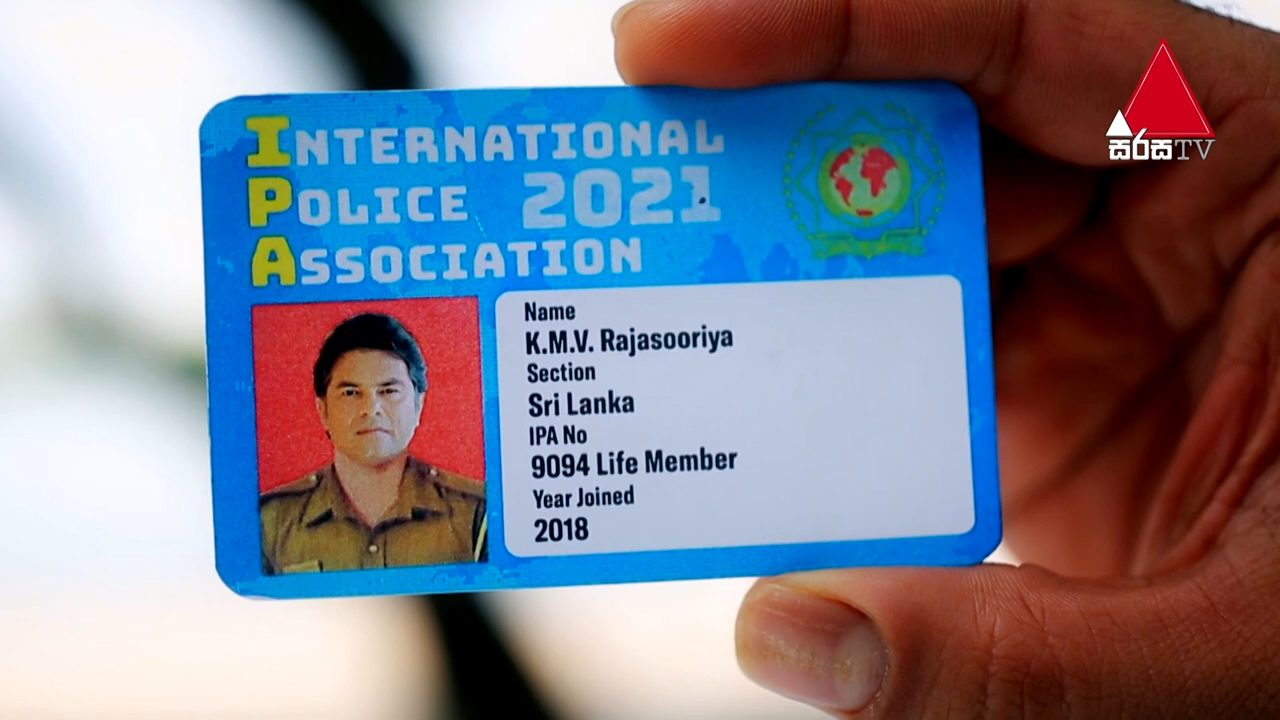 INTERNATIONAL
POLICE 2021
ASSOCIATION
Name
K.M.V. Rajasooriya
Section
Sri Lanka
IPA No
9094 Life Member
Year Joined
2018
සිරස TV